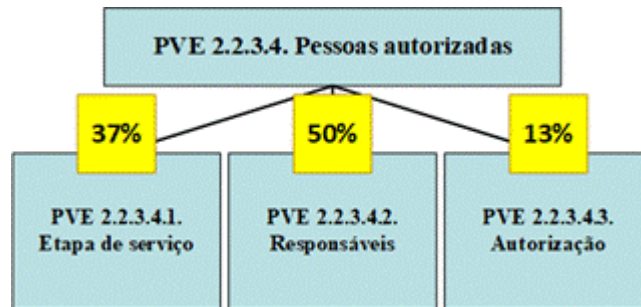 PVE 2.2.3.4. Pessoas autorizadas
37%
50%
13%
PVE 2.2.3.4.1.
Etapa de serviço
PVE 2.2.3.4.2.
Responsáveis
PVE 2.2.3.4.3.
Autorização